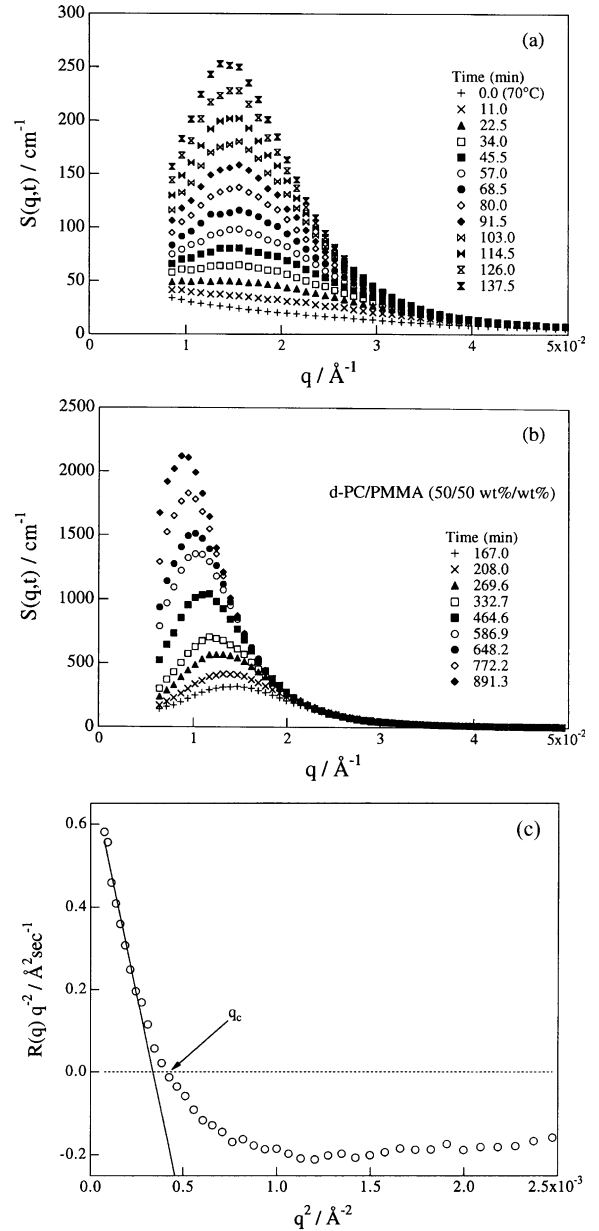 (a)
300
250
200
150
100
50
0
S(q,t) / cm⁻¹
Time (min)
+ 0.0 (70°C)
× 11.0
▲ 22.5
□ 34.0
■ 45.5
○ 57.0
● 68.5
◇ 80.0
◆ 91.5
103.0
114.5
126.0
137.5
0 1 2 3 4 5x10⁻²
q / Å⁻¹
(b)
2500
2000
1500
1000
500
0
S(q,t) / cm⁻¹
d-PC/PMMA (50/50 wt%/wt%)
Time (min)
+ 167.0
× 208.0
▲ 269.6
□ 332.7
■ 464.6
○ 586.9
● 648.2
◇ 772.2
◆ 891.3
0 1 2 3 4 5x10⁻²
q / Å⁻¹
(c)
0.6
0.4
0.2
0.0
-0.2
R(q) q⁻² / Å²sec⁻¹
q_c
0.0 0.5 1.0 1.5 2.0 2.5x10⁻³
q² / Å⁻²